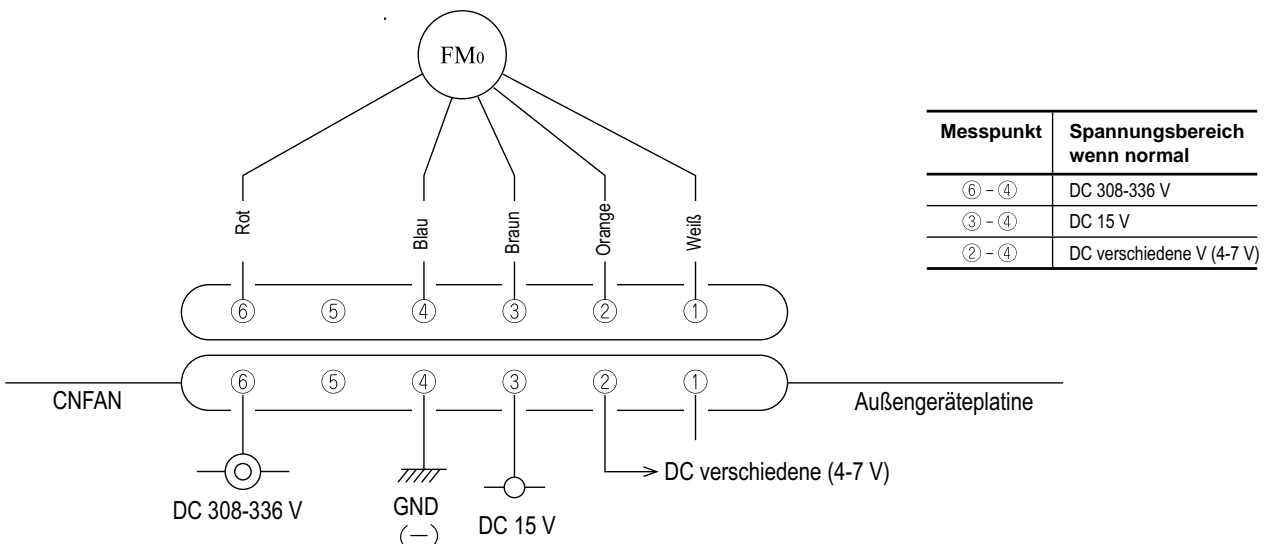 FM0
Messpunkt Spannungsbereich wenn normal
⑥ - ④ DC 308-336 V
③ - ④ DC 15 V
② - ④ DC verschiedene V (4-7 V)
Rot Blau Braun Orange Weiß
⑥ ⑤ ④ ③ ② ①
⑥ ⑤ ④ ③ ② ①
CNFAN
Außengeräteplatine
DC 308-336 V
GND
(−)
DC 15 V
DC verschiedene (4-7 V)